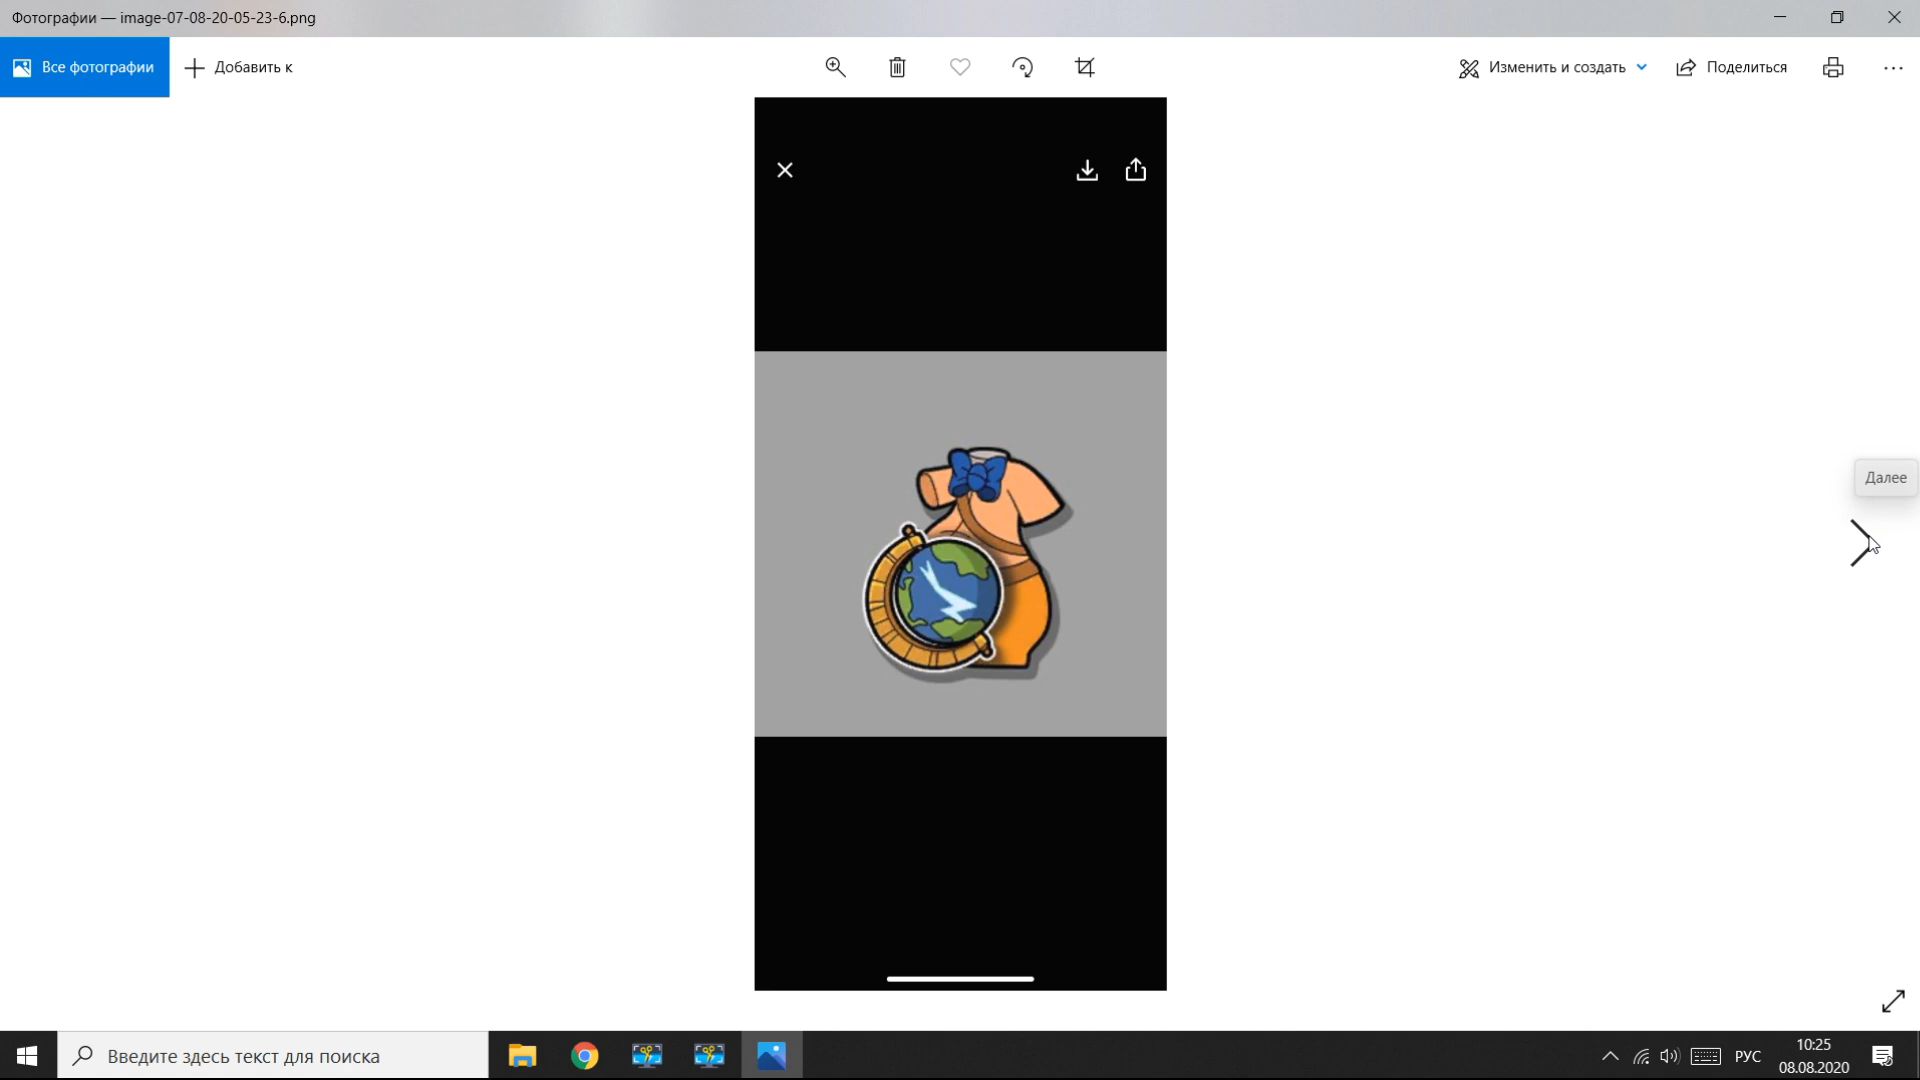 Фотографии — image-07-08-20-05-23-6.png
Все фотографии
Добавить к
Изменить и создать
Поделиться
Далее
Введите здесь текст для поиска
РУС
10:25
08.08.2020